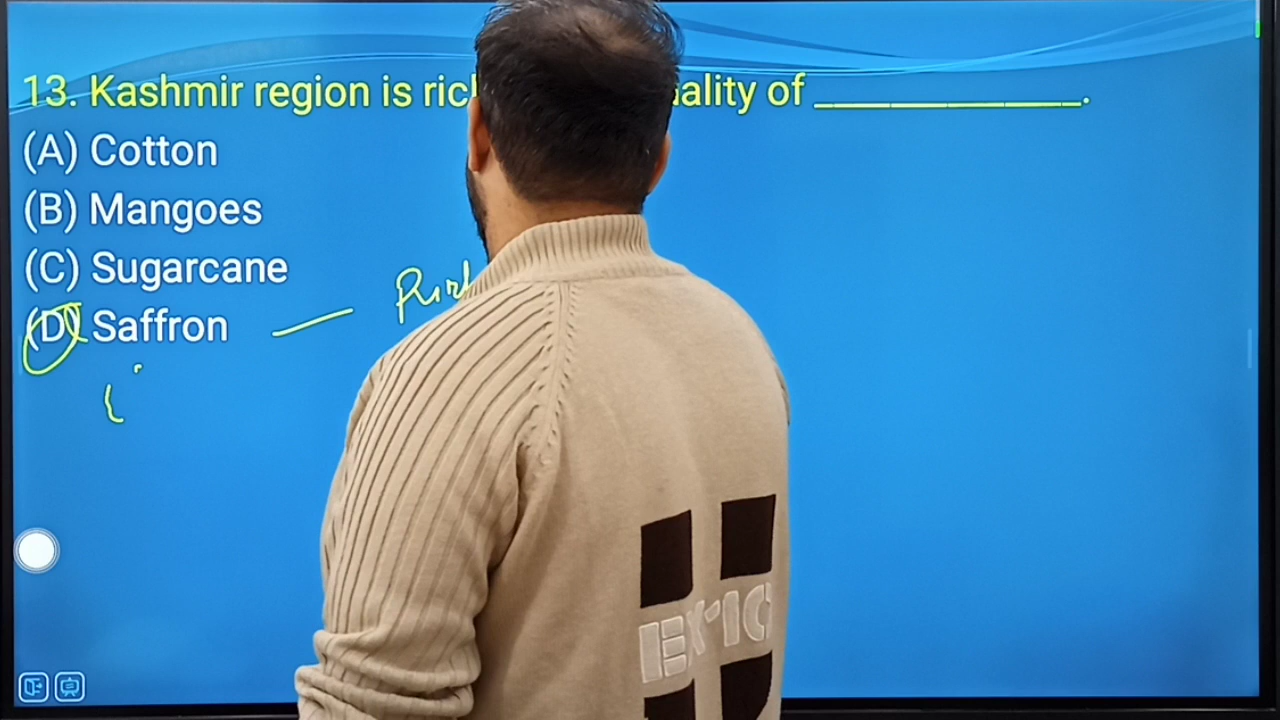 13. Kashmir region is ric ality of ______________.
(A) Cotton
(B) Mangoes
(C) Sugarcane
(D) Saffron